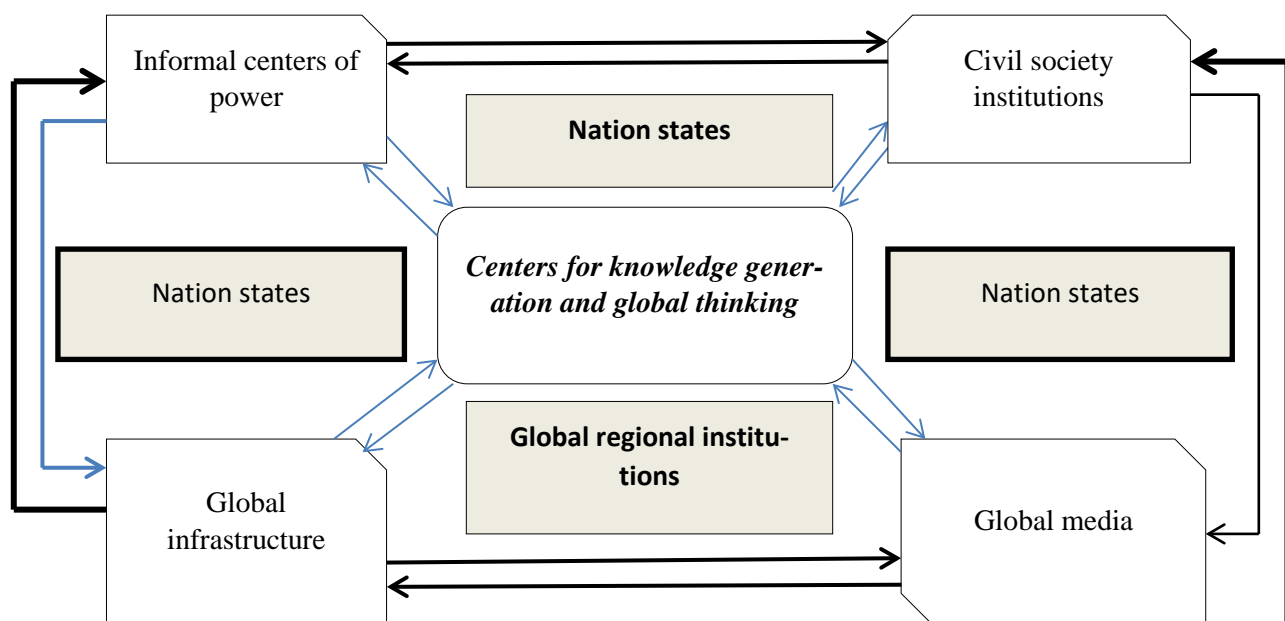 Informal centers of
power
Civil society
institutions
Nation states
Centers for knowledge gener-
ation and global thinking
Nation states
Nation states
Global regional institu-
tions
Global
infrastructure
Global media